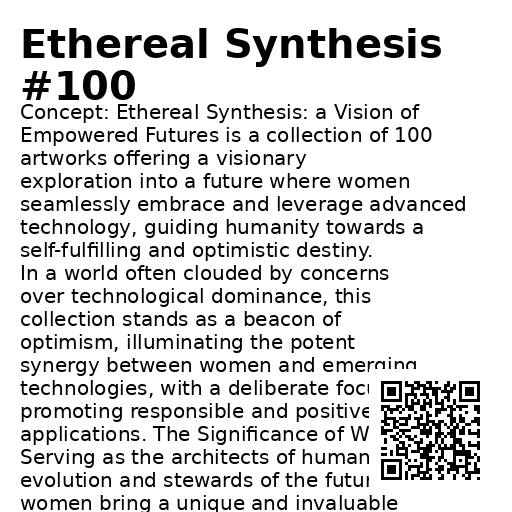 Ethereal Synthesis
#100
Concept: Ethereal Synthesis: a Vision of
Empowered Futures is a collection of 100
artworks offering a visionary
exploration into a future where women
seamlessly embrace and leverage advanced
technology, guiding humanity towards a
self-fulfilling and optimistic destiny.
In a world often clouded by concerns
over technological dominance, this
collection stands as a beacon of
optimism, illuminating the potent
synergy between women and emerging
technologies, with a deliberate
promoting responsible and positive
applications. The Significance of
Serving as the architects of human
evolution and stewards of the
women bring a unique and invaluable